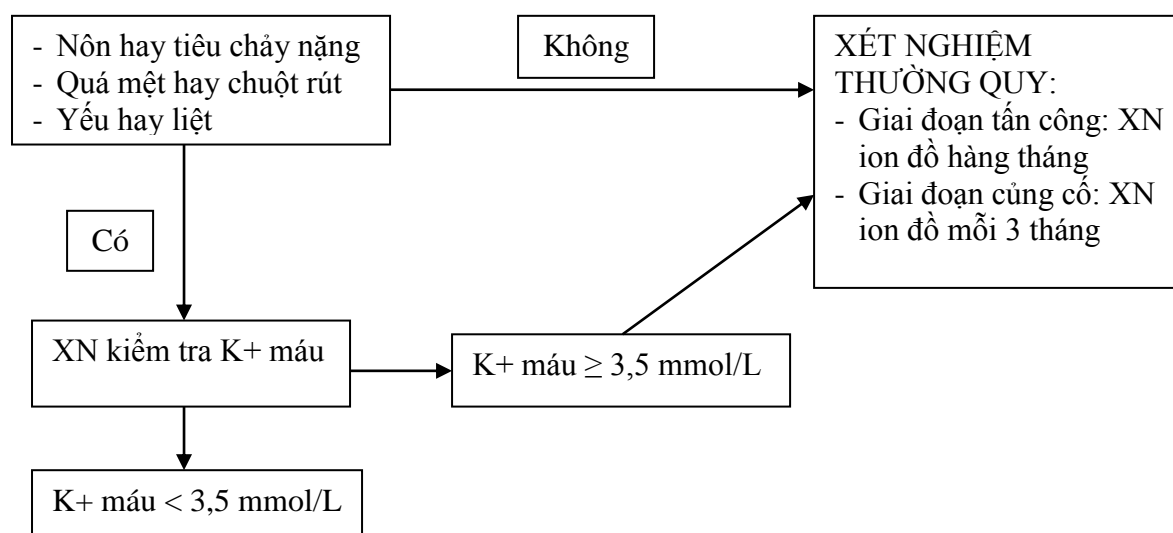 - Nôn hay tiêu chảy nặng
- Quá mệt hay chuột rút
- Yếu hay liệt
Không
XÉT NGHIỆM
THƯỜNG QUY:
- Giai đoạn tấn công: XN
ion đồ hàng tháng
- Giai đoạn củng cố: XN
ion đồ mỗi 3 tháng
Có
XN kiểm tra K+ máu
K+ máu ≥ 3,5 mmol/L
K+ máu < 3,5 mmol/L